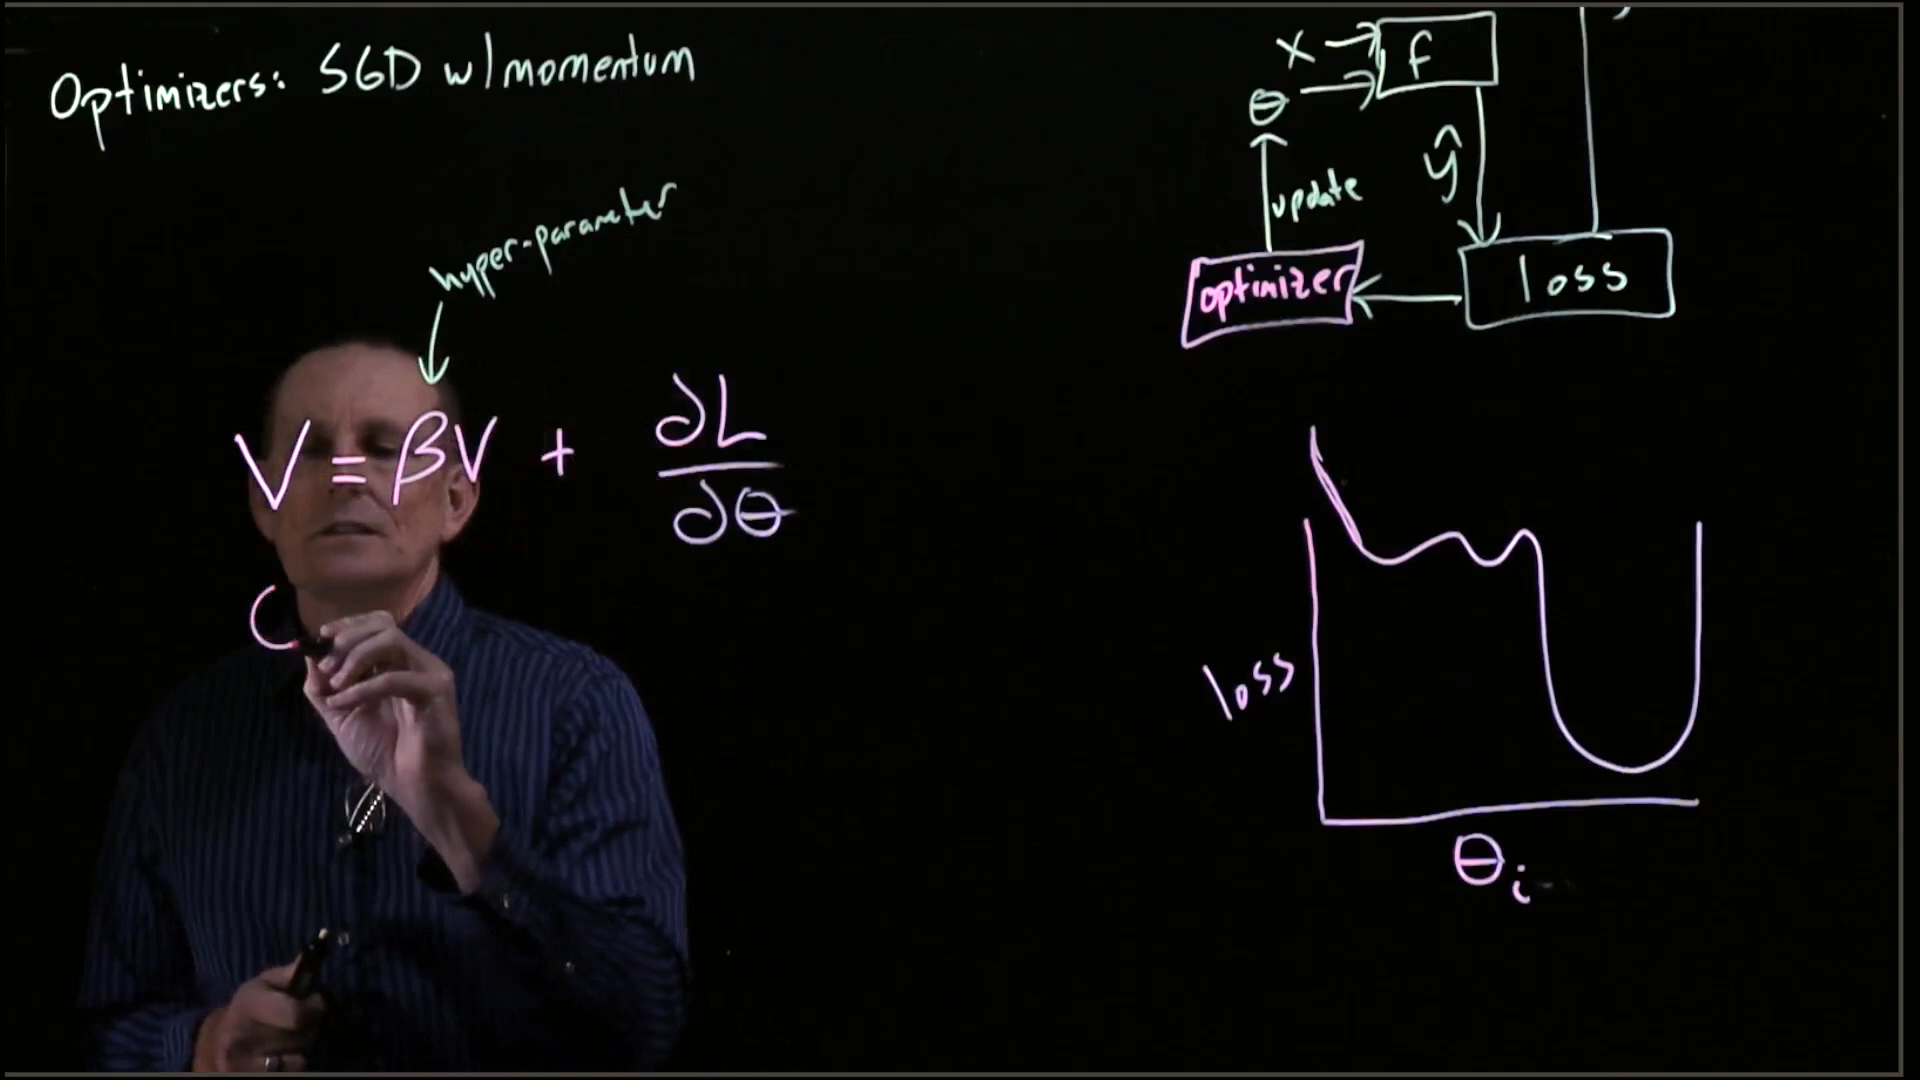 Optimizers: SGD w/momentum
hyper-parameter
V = βV + ∂L/∂θ
x → f
θ →
ŷ
update
optimizer
loss
loss
θi